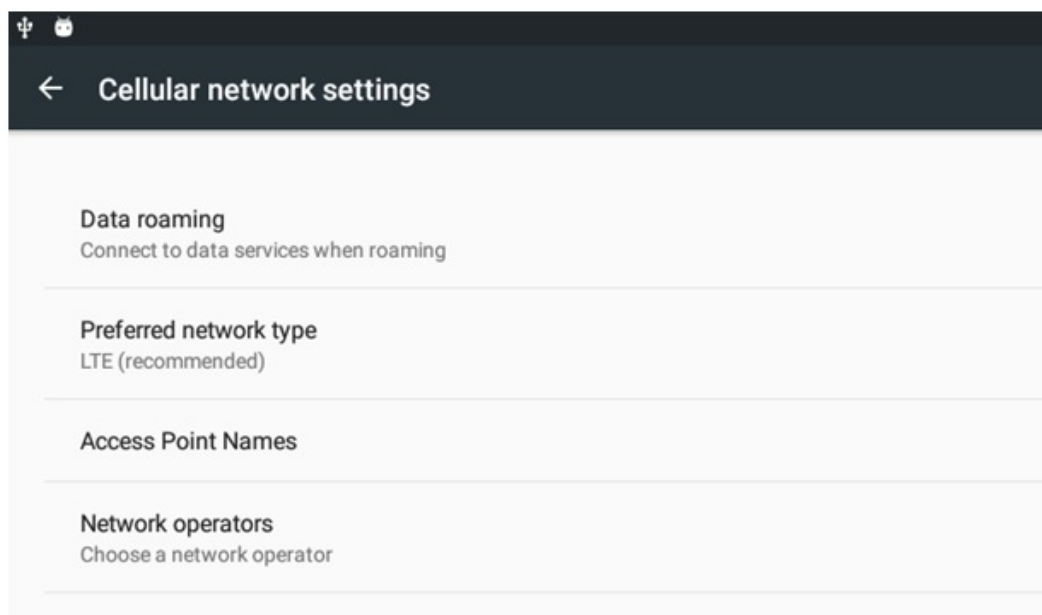 Cellular network settings
Data roaming
Connect to data services when roaming
Preferred network type
LTE (recommended)
Access Point Names
Network operators
Choose a network operator